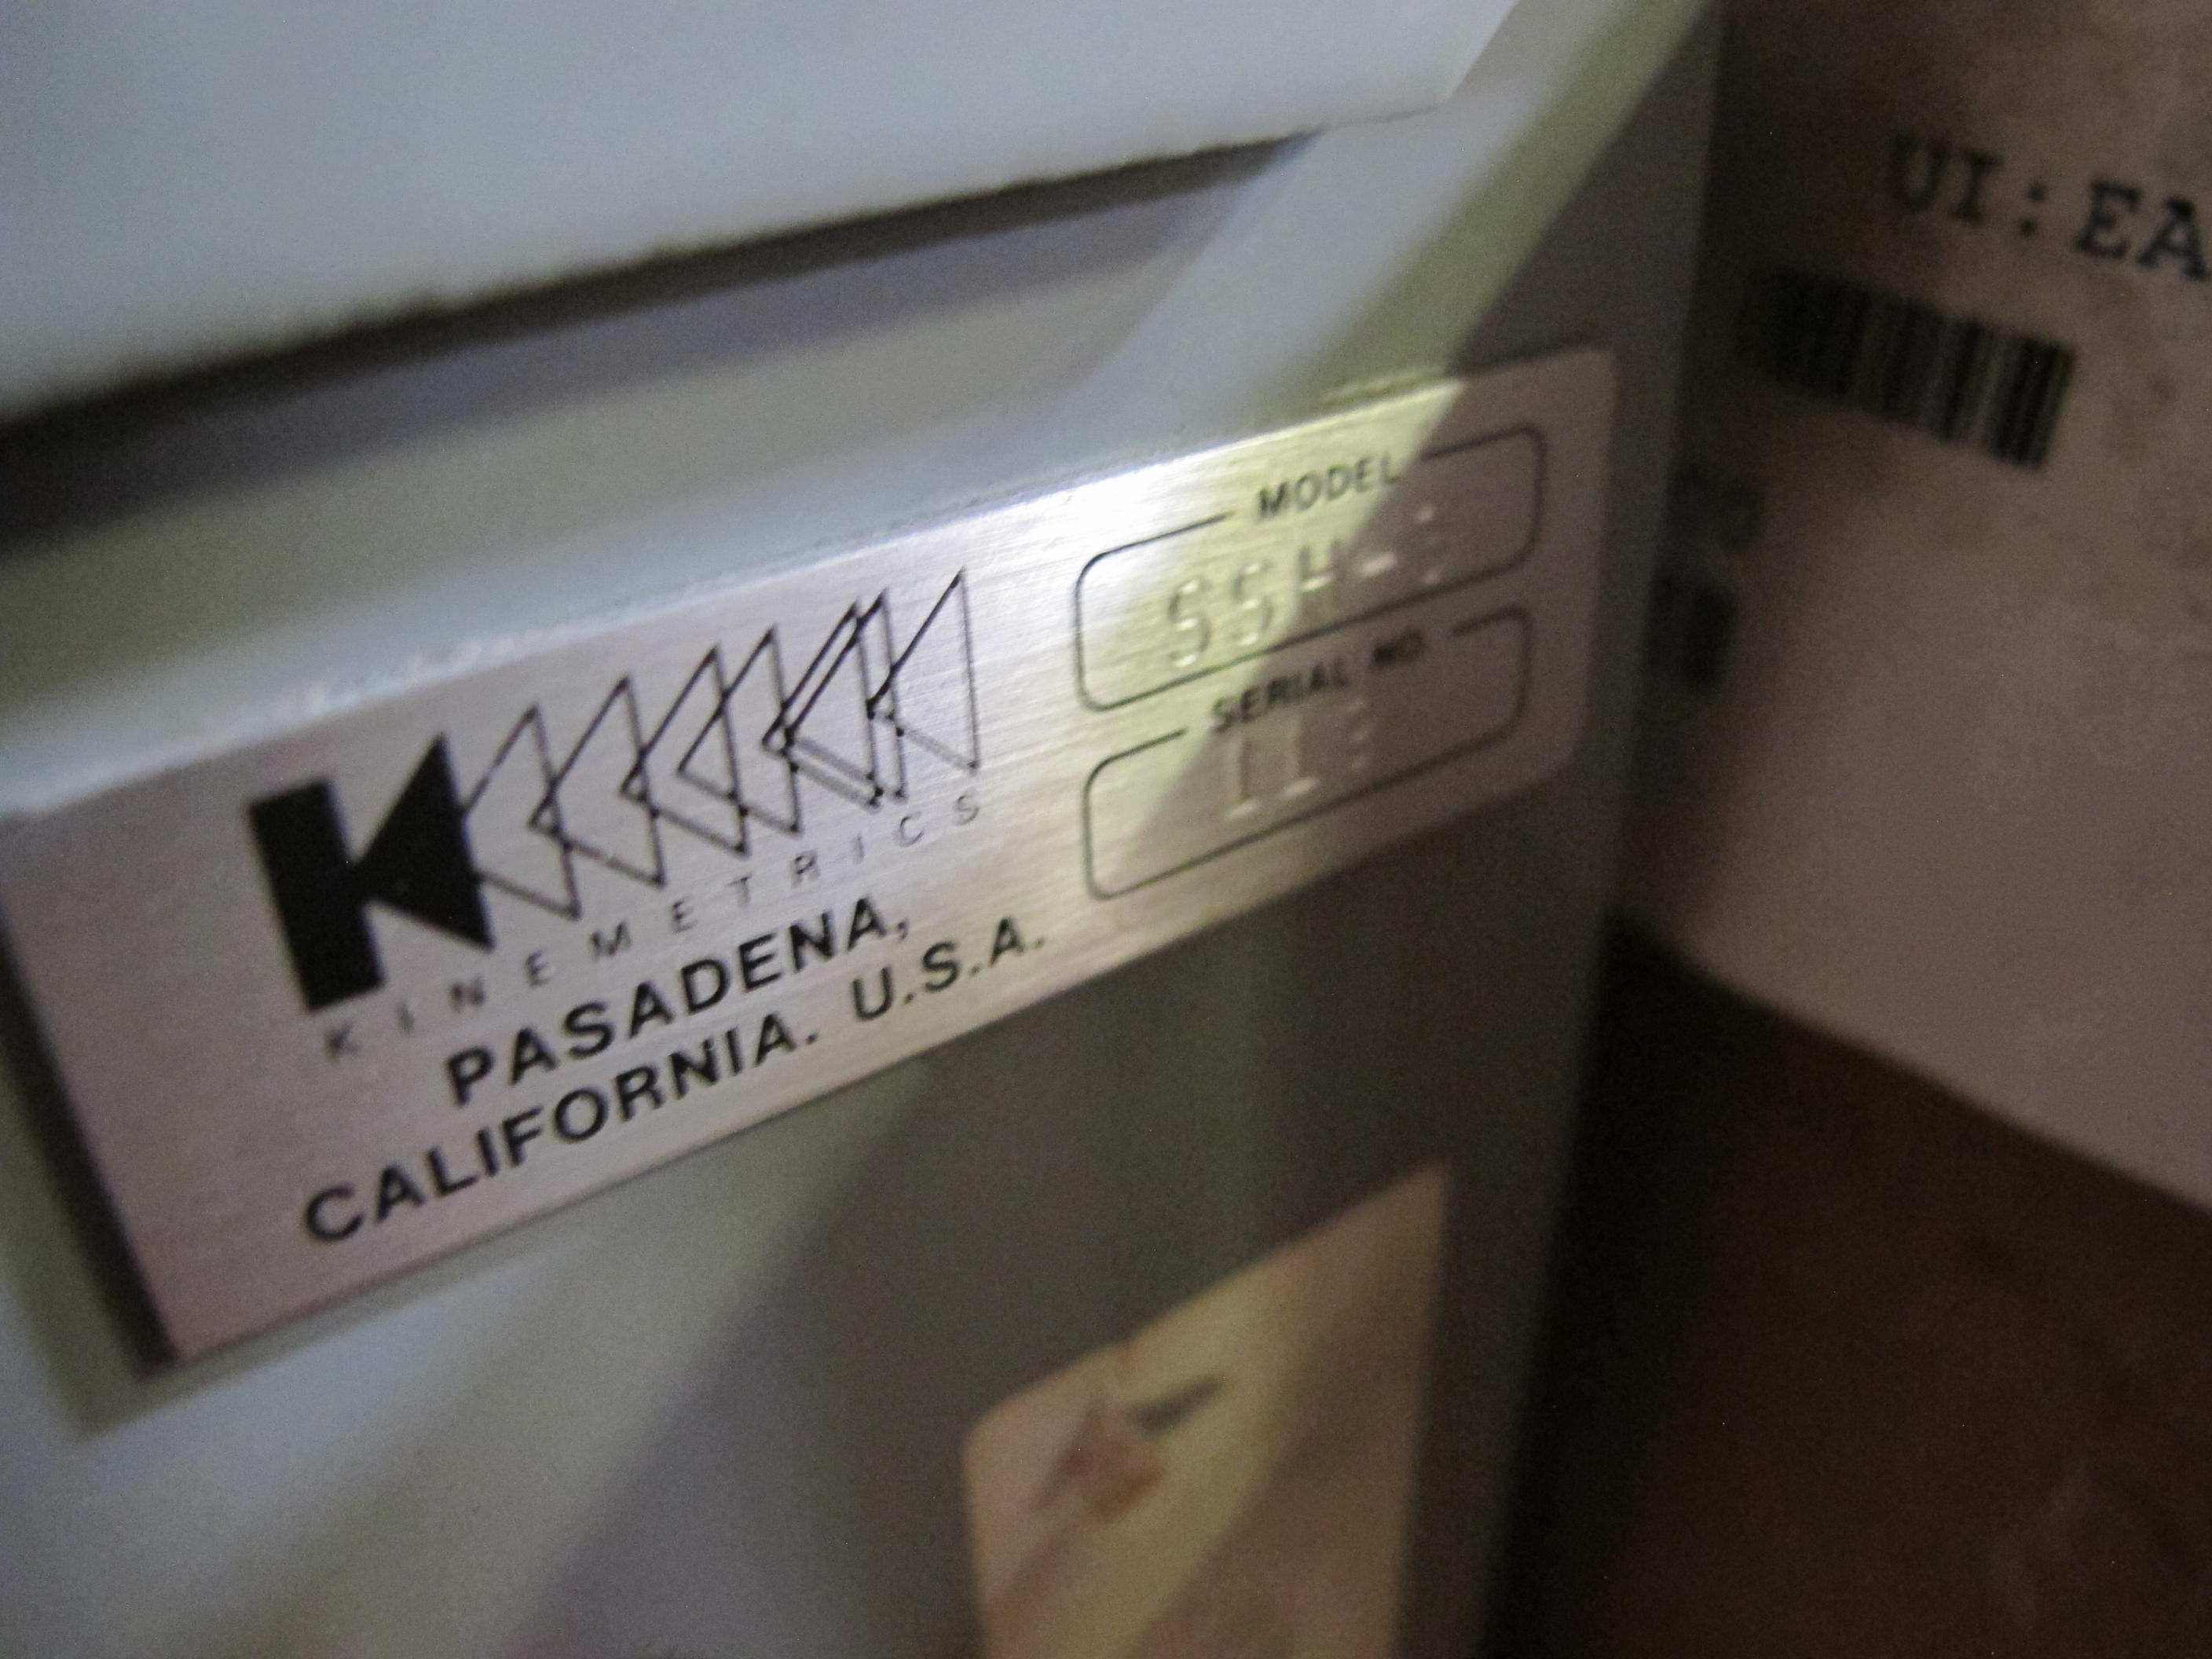 KINEMETRICS
PASADENA,
CALIFORNIA. U.S.A.
MODEL
SERIAL NO
UI:EA